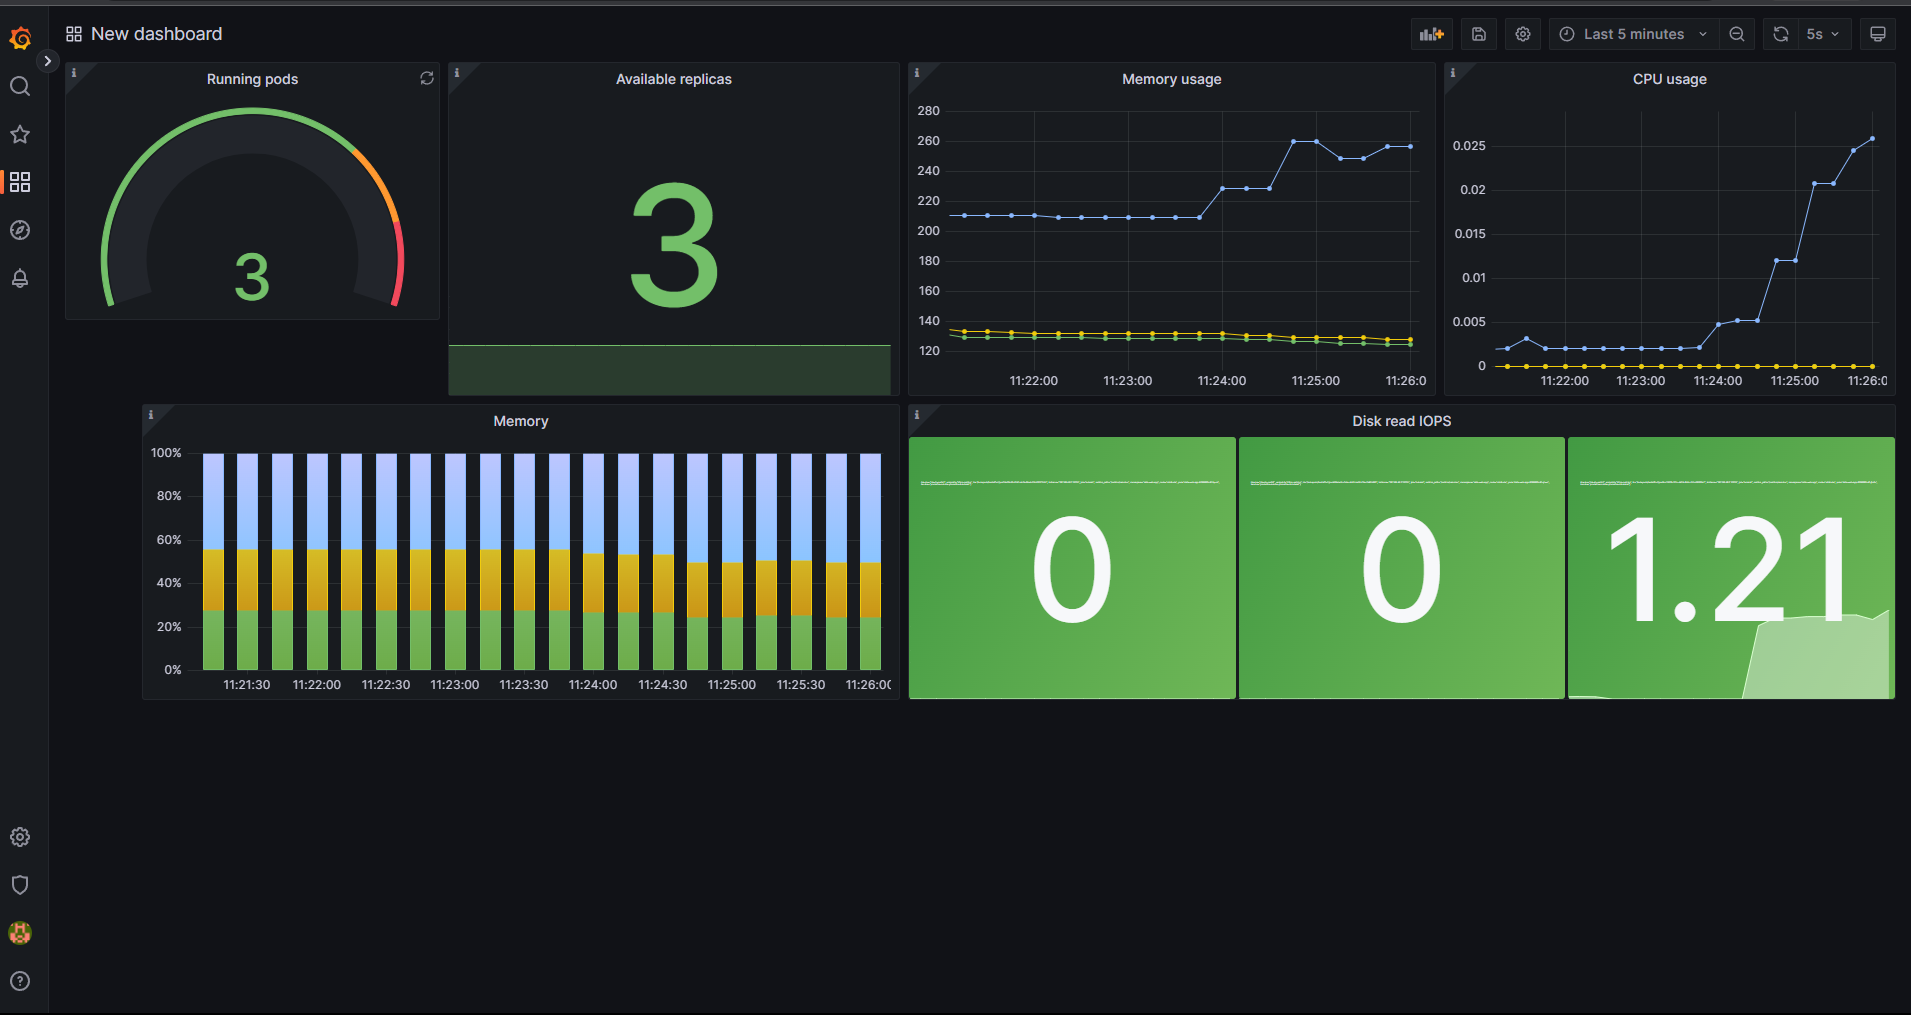 New dashboard
Last 5 minutes
5s
Running pods
3
Available replicas
3
Memory usage
280
260
240
220
200
180
160
140
120
11:22:00 11:23:00 11:24:00 11:25:00 11:26:0
CPU usage
0.025
0.02
0.015
0.01
0.005
0
11:22:00 11:23:00 11:24:00 11:25:00 11:26:0
Memory
100%
80%
60%
40%
20%
0%
11:21:30 11:22:00 11:22:30 11:23:00 11:23:30 11:24:00 11:24:30 11:25:00 11:25:30 11:26:00
Disk read IOPS
0
0
1.21